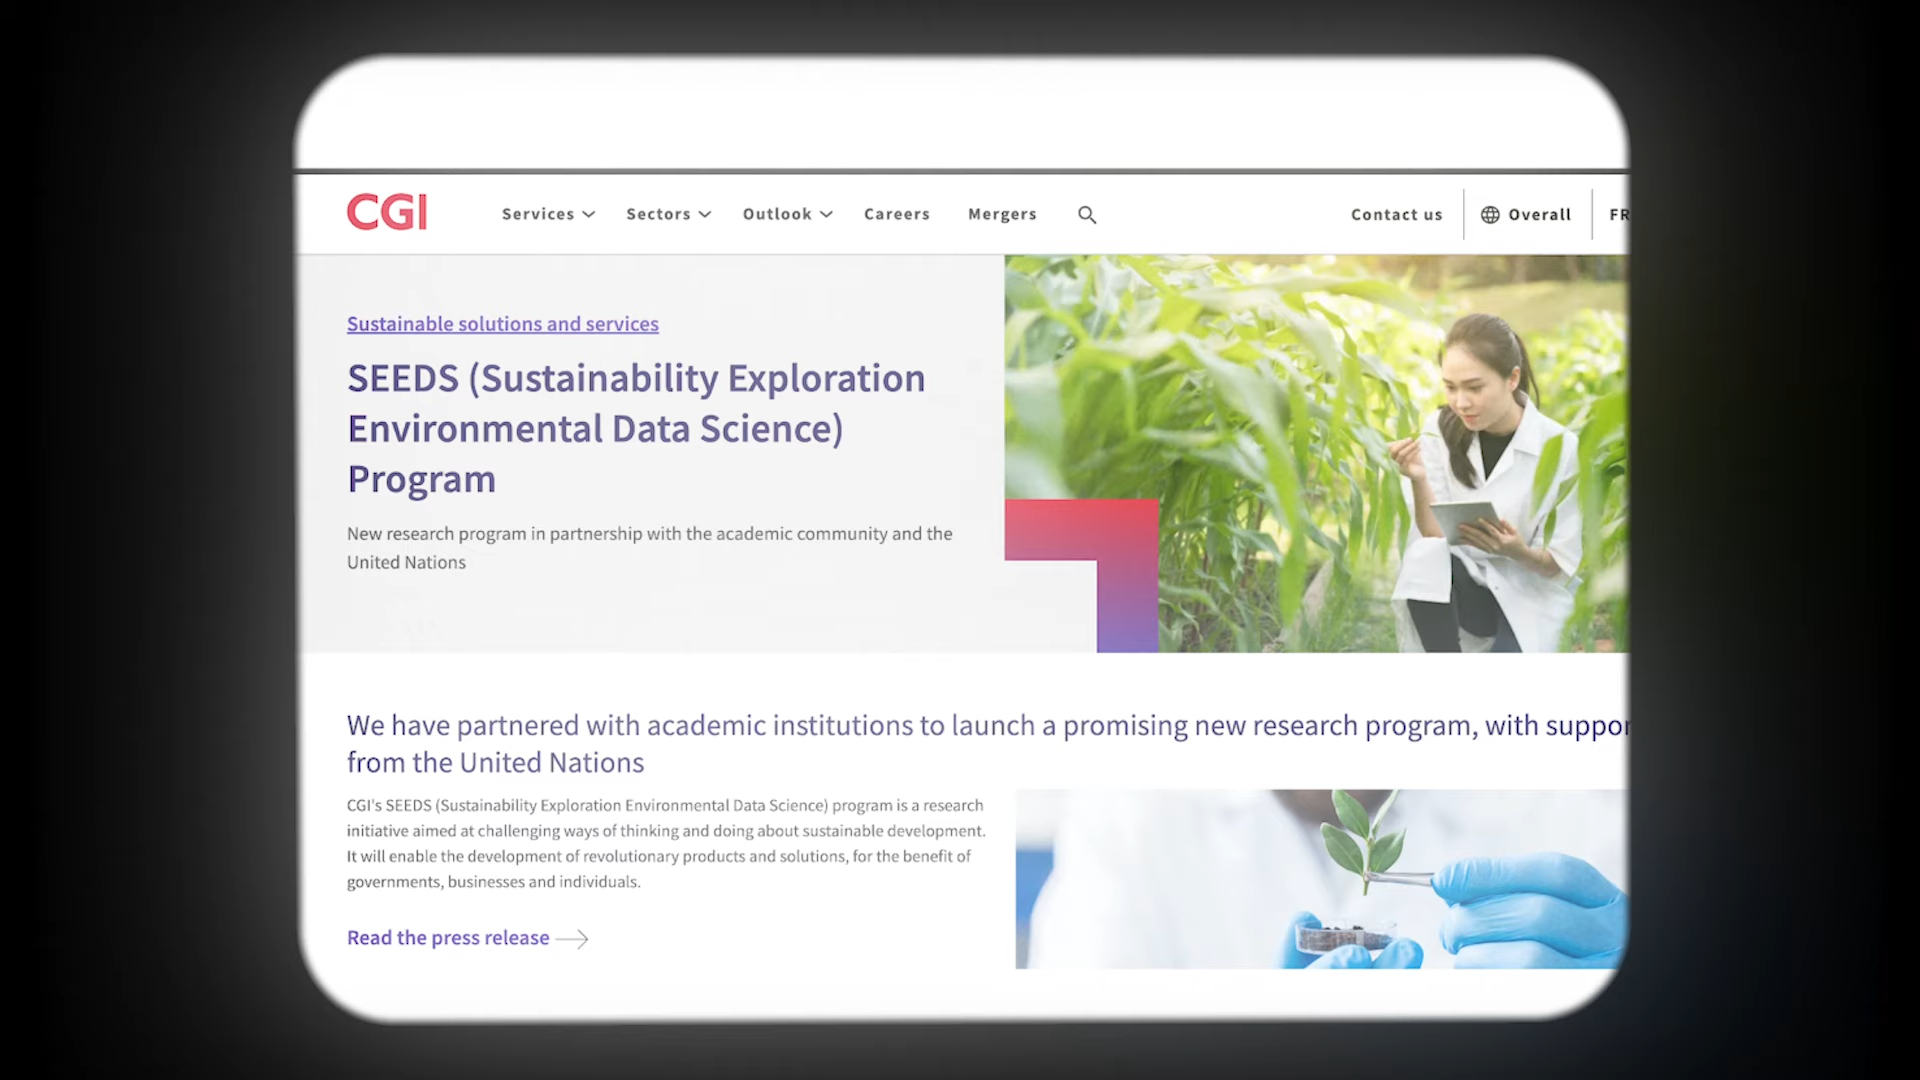 CGI
Services
Sectors
Outlook
Careers
Mergers
Contact us
Overall
FR
Sustainable solutions and services
SEEDS (Sustainability Exploration
Environmental Data Science)
Program
New research program in partnership with the academic community and the
United Nations
We have partnered with academic institutions to launch a promising new research program, with suppor
from the United Nations
CGI's SEEDS (Sustainability Exploration Environmental Data Science) program is a research
initiative aimed at challenging ways of thinking and doing about sustainable development.
It will enable the development of revolutionary products and solutions, for the benefit of
governments, businesses and individuals.
Read the press release